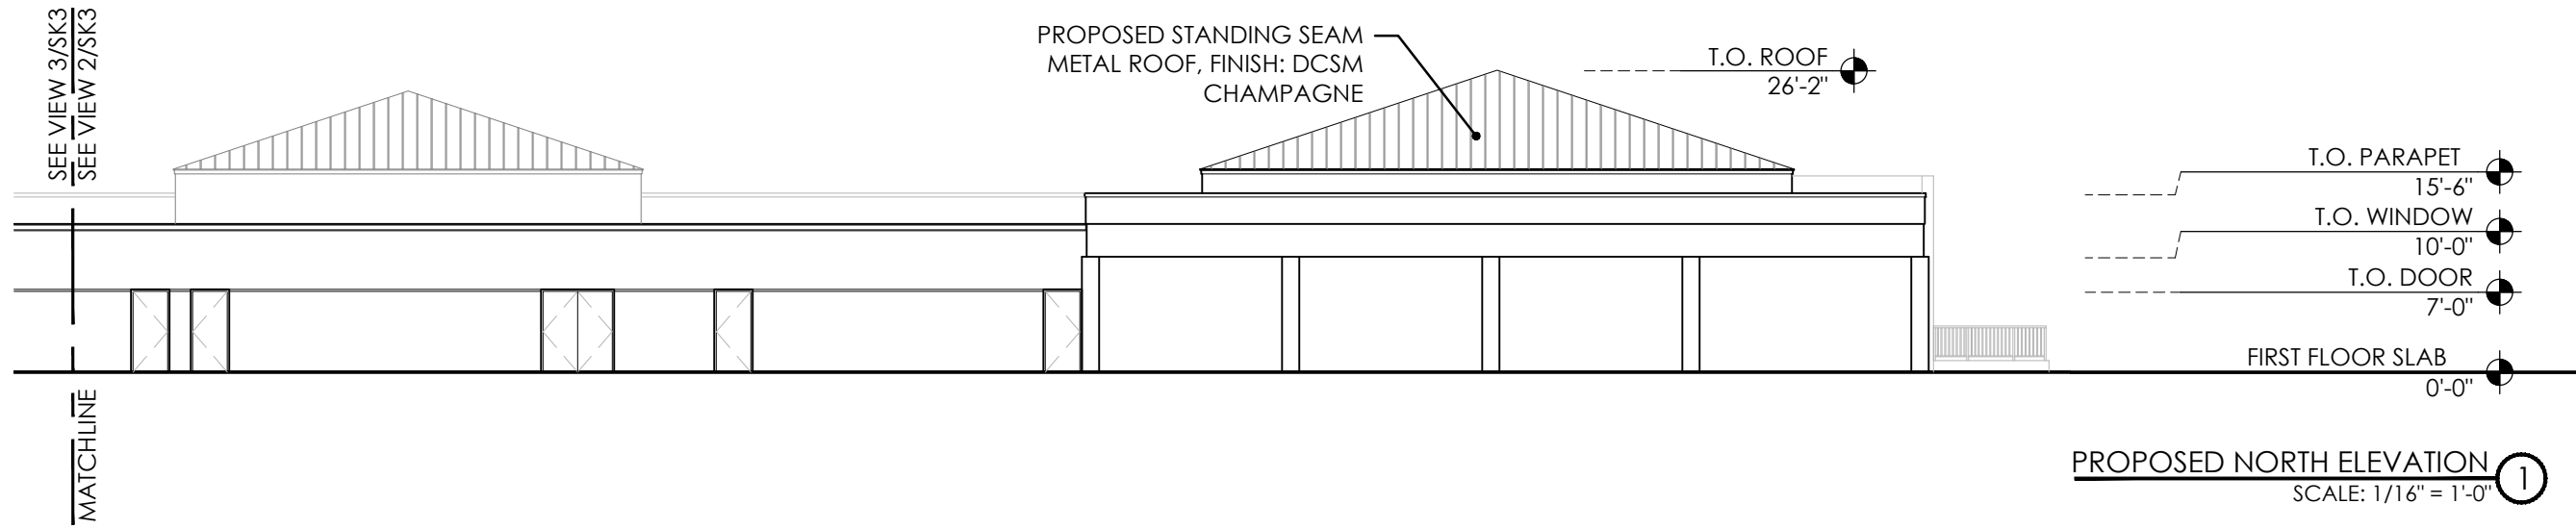 SEE VIEW 3/SK3
SEE VIEW 2/SK3
MATCHLINE
PROPOSED STANDING SEAM
METAL ROOF, FINISH: DCSM
CHAMPAGNE
T.O. ROOF
26'-2"
T.O. PARAPET
15'-6"
T.O. WINDOW
10'-0"
T.O. DOOR
7'-0"
FIRST FLOOR SLAB
0'-0"
PROPOSED NORTH ELEVATION
1
SCALE: 1/16" = 1'-0"